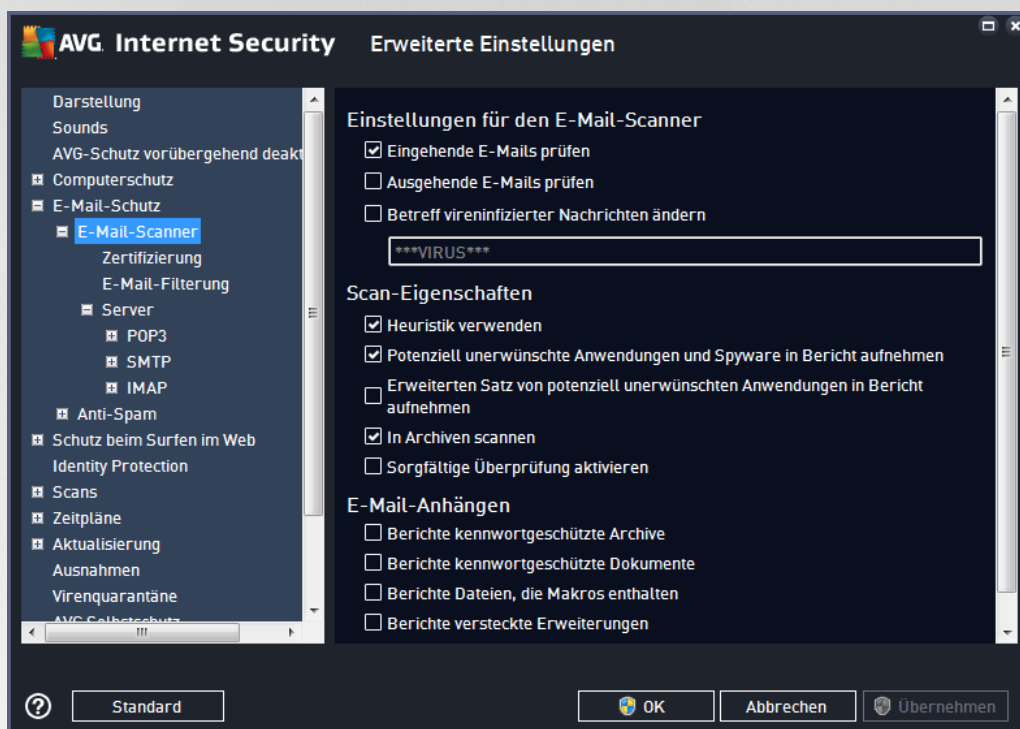 AVG. Internet Security
Erweiterte Einstellungen
Darstellung
Sounds
AVG-Schutz vorübergehend deakt
Computerschutz
E-Mail-Schutz
E-Mail-Scanner
Zertifizierung
E-Mail-Filterung
Server
POP3
SMTP
IMAP
Anti-Spam
Schutz beim Surfen im Web
Identity Protection
Scans
Zeitpläne
Aktualisierung
Ausnahmen
Virenquarantäne
AVG Selbstschutz
Einstellungen für den E-Mail-Scanner
Eingehende E-Mails prüfen
Ausgehende E-Mails prüfen
Betreff vireninfizierter Nachrichten ändern
***VIRUS***
Scan-Eigenschaften
Heuristik verwenden
Potenziell unerwünschte Anwendungen und Spyware in Bericht aufnehmen
Erweiterten Satz von potenziell unerwünschten Anwendungen in Bericht
aufnehmen
In Archiven scannen
Sorgfältige Überprüfung aktivieren
E-Mail-Anhängen
Berichte kennwortgeschützte Archive
Berichte kennwortgeschützte Dokumente
Berichte Dateien, die Makros enthalten
Berichte versteckte Erweiterungen
Standard
OK
Abbrechen
Übernehmen